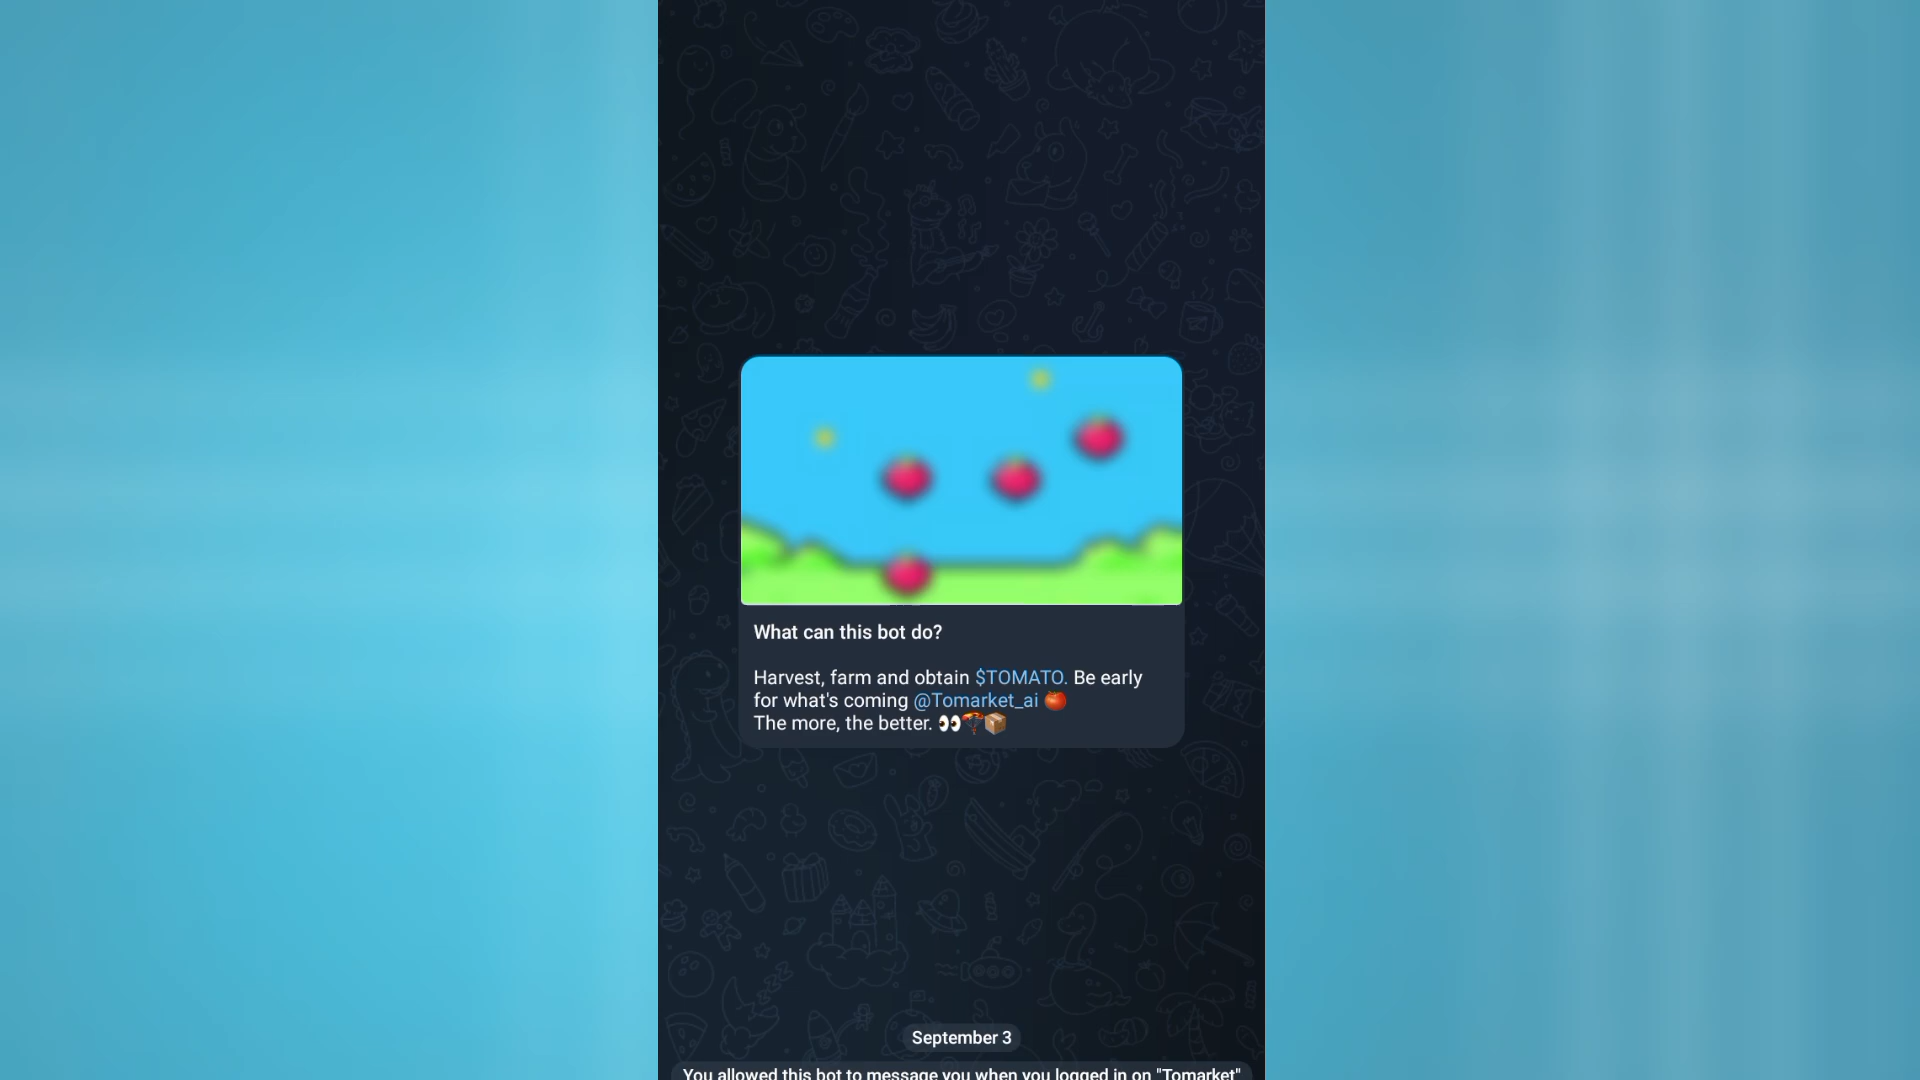 What can this bot do?
Harvest, farm and obtain $TOMATO. Be early
for what's coming @Tomarket_ai 🍅
The more, the better. 👀🪂📦
September 3
You allowed this bot to message you when you logged in on "Tomarket"